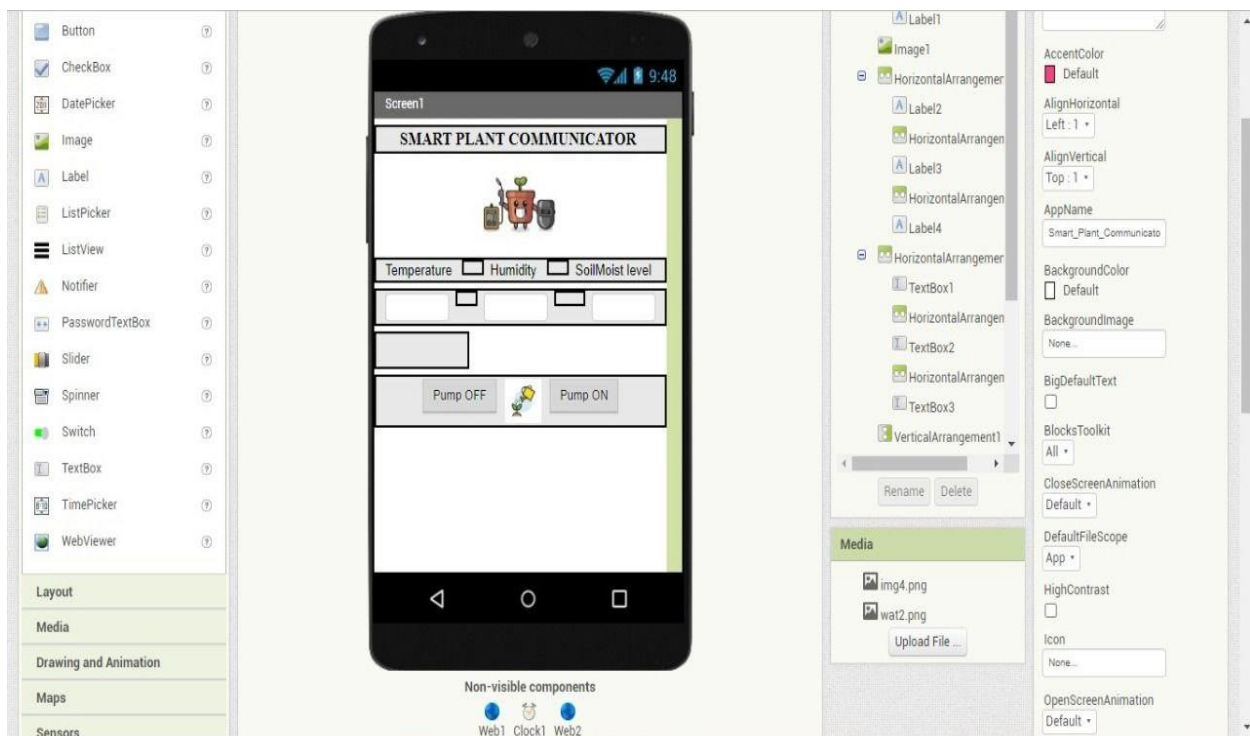 Button
CheckBox
DatePicker
Image
Label
ListPicker
ListView
Notifier
PasswordTextBox
Slider
Spinner
Switch
TextBox
TimePicker
WebViewer
Layout
Media
Drawing and Animation
Maps
Sensors
9:48
Screen1
SMART PLANT COMMUNICATOR
Temperature Humidity SoilMoist level
Pump OFF Pump ON
Non-visible components
Web1 Clock1 Web2
Label1
Image1
HorizontalArrangemer
Label2
HorizontalArrangen
Label3
HorizontalArrangen
Label4
HorizontalArrangemer
TextBox1
HorizontalArrangen
TextBox2
HorizontalArrangen
TextBox3
VerticalArrangement1
Rename Delete
Media
img4.png
wat2.png
Upload File ...
AccentColor
Default
AlignHorizontal
Left : 1
AlignVertical
Top : 1
AppName
Smart_Plant_Communicato
BackgroundColor
Default
BackgroundImage
None...
BigDefaultText
BlocksToolkit
All
CloseScreenAnimation
Default
DefaultFileScope
App
HighContrast
Icon
None...
OpenScreenAnimation
Default